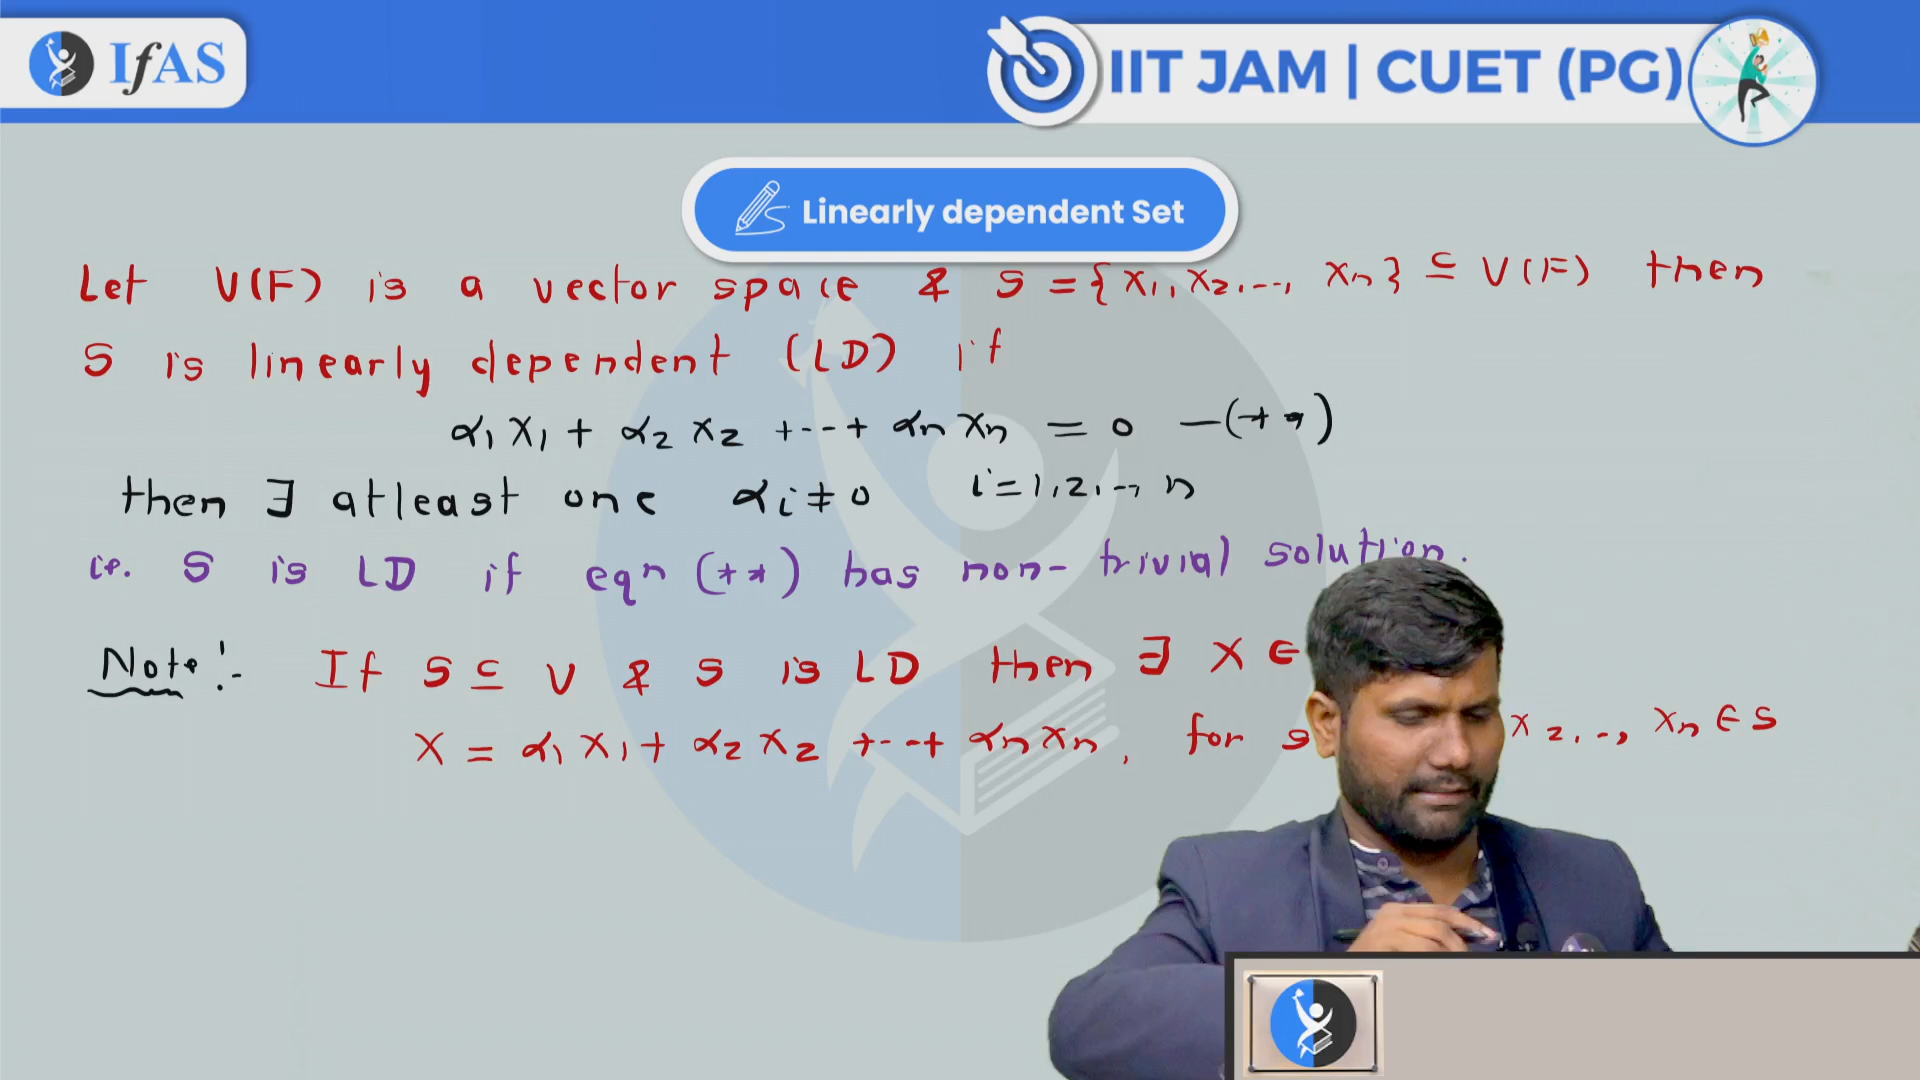 IfAS
IIT JAM | CUET (PG)
Linearly dependent Set
Let V(F) is a vector space & S = {x₁, x₂, ..., xₙ} ⊆ V(F) then
S is linearly dependent (LD) if
α₁x₁ + α₂x₂ + --- + αₙxₙ = 0 —(**)
then ∃ atleast one αᵢ ≠ 0 i = 1, 2, .., n
i.e. S is LD if eqn (**) has non-trivial solution.
Note:- If S ⊆ V & S is LD then ∃ x ∈
x = α₁x₁ + α₂x₂ + --+ αₙxₙ, for x₂, .., xₙ ∈ S